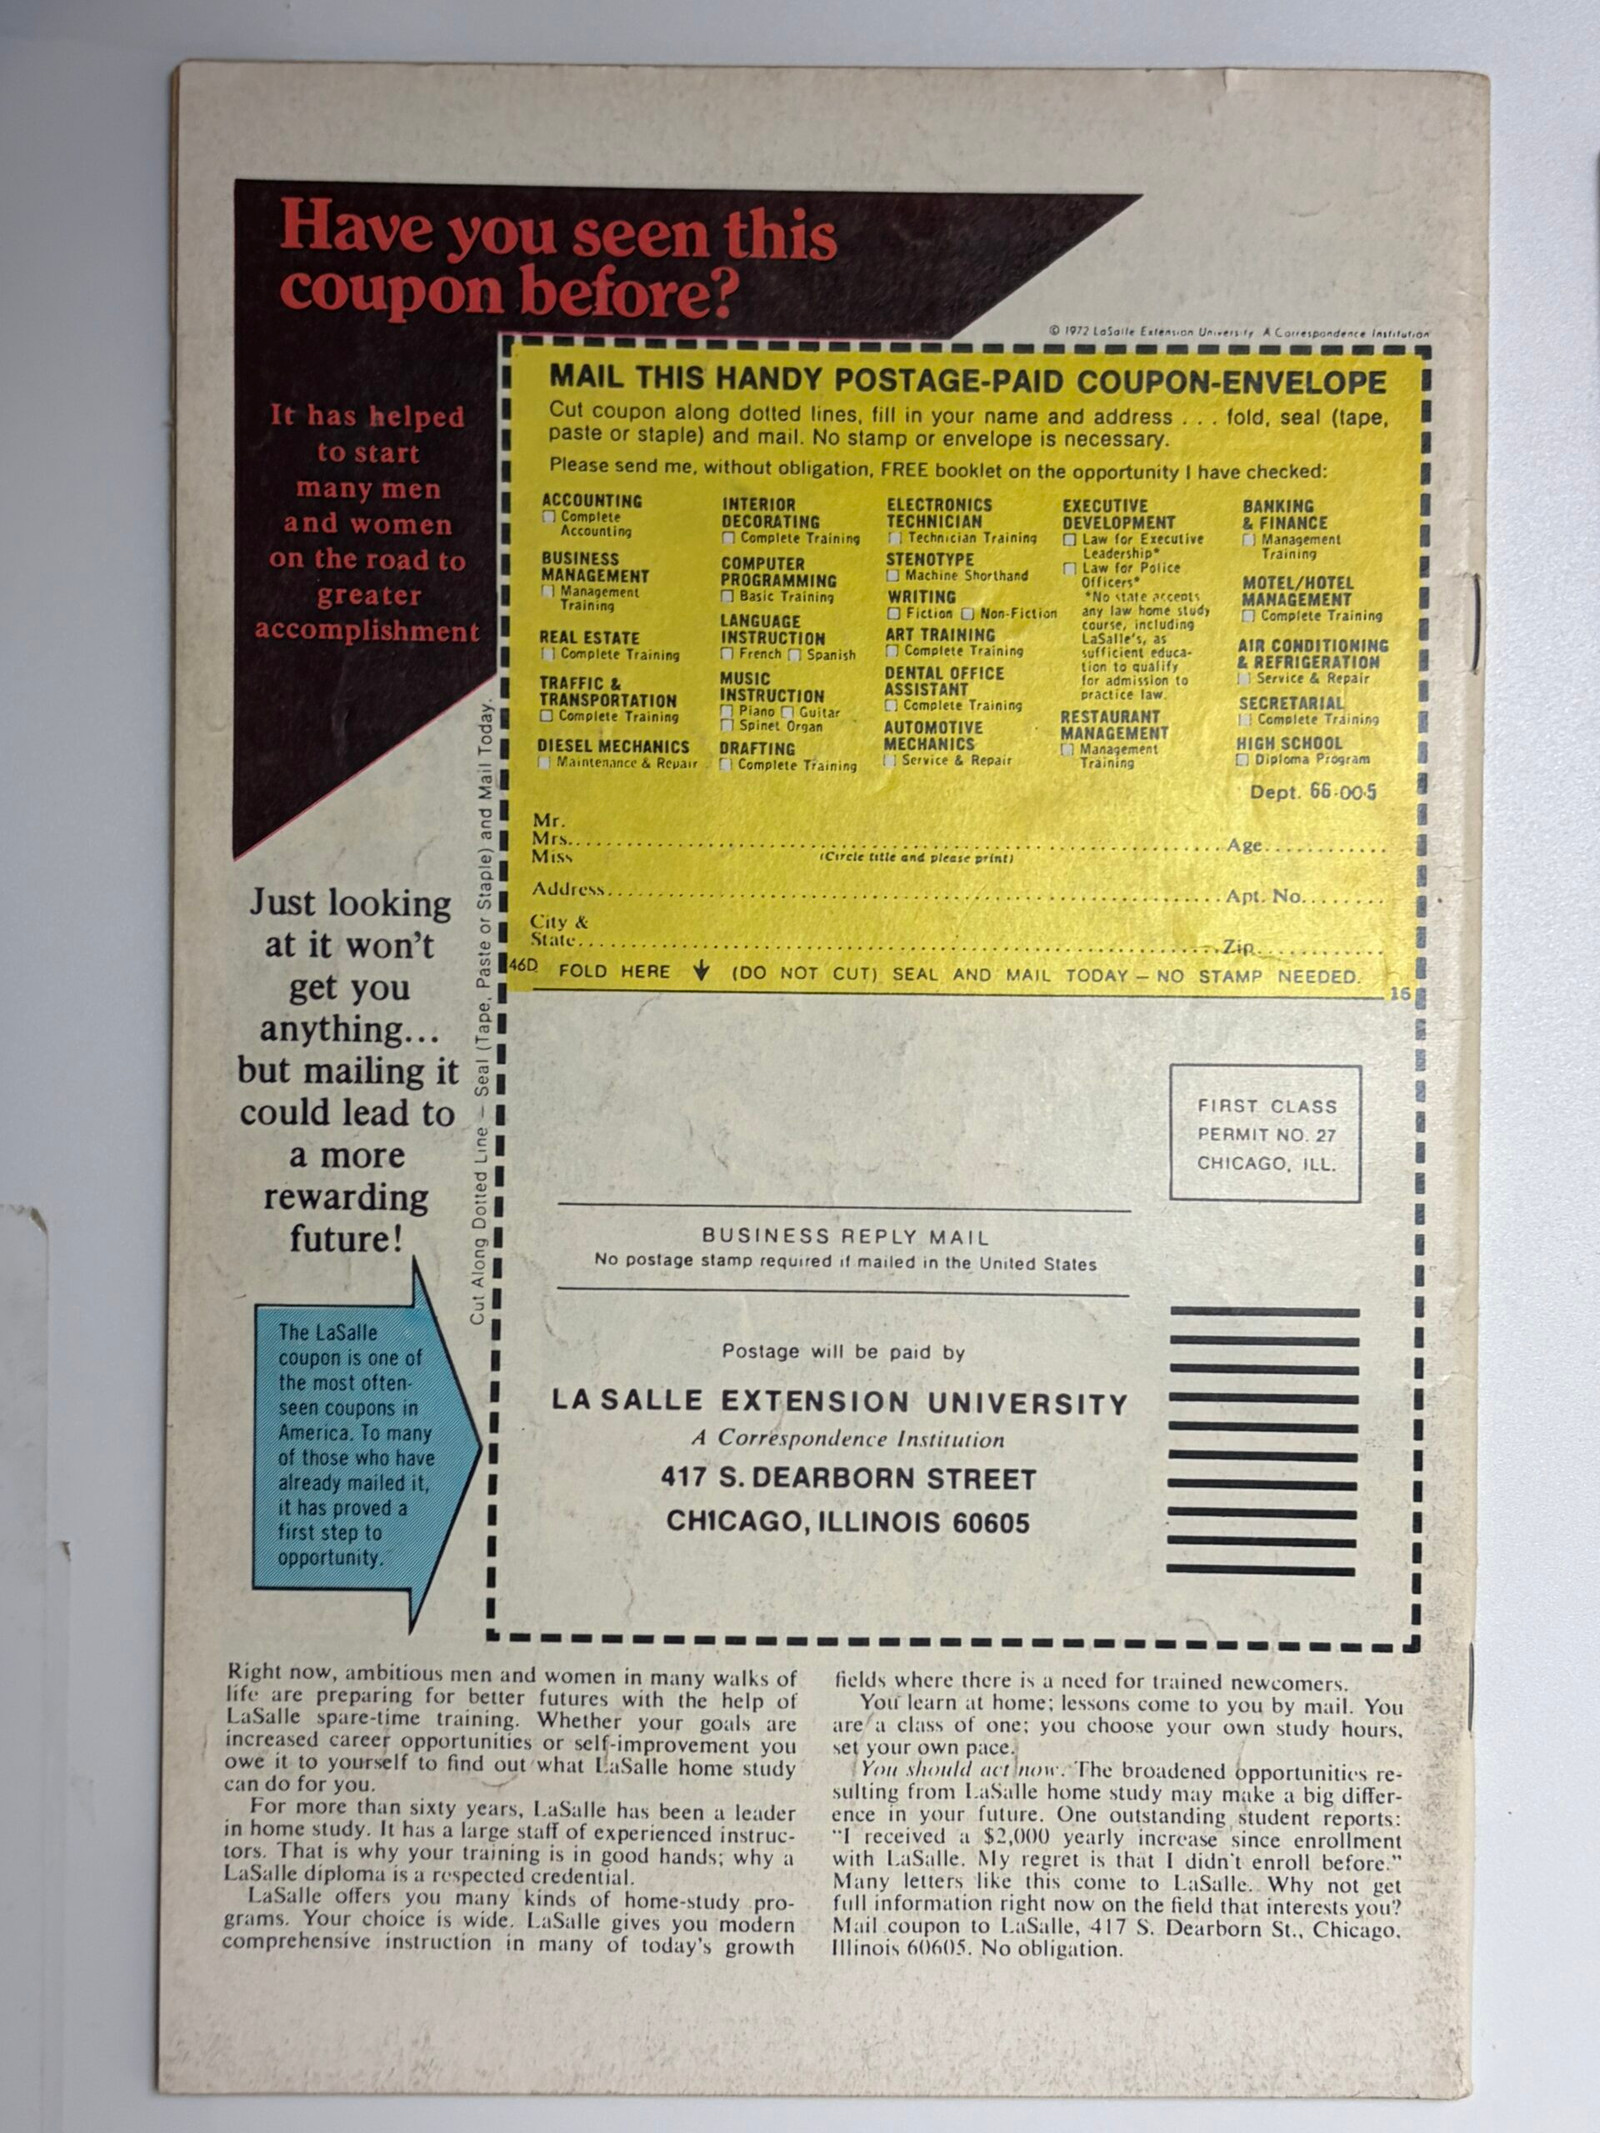 Have you seen this
coupon before?
© 1972 LaSalle Extension University A Correspondence Institution
It has helped
to start
many men
and women
on the road to
greater
accomplishment
Just looking
at it won't
get you
anything...
but mailing it
could lead to
a more
rewarding
future!
The LaSalle
coupon is one of
the most often-
seen coupons in
America. To many
of those who have
already mailed it,
it has proved a
first step to
opportunity.
Cut Along Dotted Line – Seal (Tape, Paste or Staple) and Mail Today.
MAIL THIS HANDY POSTAGE-PAID COUPON-ENVELOPE
Cut coupon along dotted lines, fill in your name and address . . . fold, seal (tape,
paste or staple) and mail. No stamp or envelope is necessary.
Please send me, without obligation, FREE booklet on the opportunity I have checked:
ACCOUNTING
Complete
Accounting
BUSINESS
MANAGEMENT
Management
Training
REAL ESTATE
Complete Training
TRAFFIC &
TRANSPORTATION
Complete Training
DIESEL MECHANICS
Maintenance & Repair
INTERIOR
DECORATING
Complete Training
COMPUTER
PROGRAMMING
Basic Training
LANGUAGE
INSTRUCTION
French Spanish
MUSIC
INSTRUCTION
Piano Guitar
Spinet Organ
DRAFTING
Complete Training
ELECTRONICS
TECHNICIAN
Technician Training
STENOTYPE
Machine Shorthand
WRITING
Fiction Non-Fiction
ART TRAINING
Complete Training
DENTAL OFFICE
ASSISTANT
Complete Training
AUTOMOTIVE
MECHANICS
Service & Repair
EXECUTIVE
DEVELOPMENT
Law for Executive
Leadership*
Law for Police
Officers*
*No state accepts
any law home study
course, including
LaSalle's, as
sufficient educa-
tion to qualify
for admission to
practice law.
RESTAURANT
MANAGEMENT
Management
Training
BANKING
& FINANCE
Management
Training
MOTEL/HOTEL
MANAGEMENT
Complete Training
AIR CONDITIONING
& REFRIGERATION
Service & Repair
SECRETARIAL
Complete Training
HIGH SCHOOL
Diploma Program
Dept. 66-005
Mr.
Mrs. Age
Miss (Circle title and please print)
Address Apt. No.
City &
State Zip
46D FOLD HERE (DO NOT CUT) SEAL AND MAIL TODAY – NO STAMP NEEDED.
16
FIRST CLASS
PERMIT NO. 27
CHICAGO, ILL.
BUSINESS REPLY MAIL
No postage stamp required if mailed in the United States
Postage will be paid by
LA SALLE EXTENSION UNIVERSITY
A Correspondence Institution
417 S. DEARBORN STREET
CHICAGO, ILLINOIS 60605
Right now, ambitious men and women in many walks of
life are preparing for better futures with the help of
LaSalle spare-time training. Whether your goals are
increased career opportunities or self-improvement you
owe it to yourself to find out what LaSalle home study
can do for you.
For more than sixty years, LaSalle has been a leader
in home study. It has a large staff of experienced instruc-
tors. That is why your training is in good hands; why a
LaSalle diploma is a respected credential.
LaSalle offers you many kinds of home-study pro-
grams. Your choice is wide. LaSalle gives you modern
comprehensive instruction in many of today's growth
fields where there is a need for trained newcomers.
You learn at home; lessons come to you by mail. You
are a class of one; you choose your own study hours,
set your own pace.
You should act now. The broadened opportunities re-
sulting from LaSalle home study may make a big differ-
ence in your future. One outstanding student reports:
"I received a $2,000 yearly increase since enrollment
with LaSalle. My regret is that I didn't enroll before."
Many letters like this come to LaSalle. Why not get
full information right now on the field that interests you?
Mail coupon to LaSalle, 417 S. Dearborn St., Chicago,
Illinois 60605. No obligation.